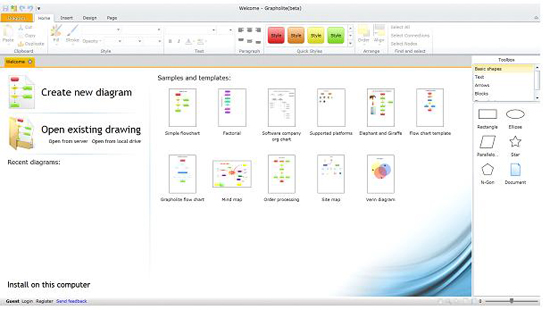 Welcome - Grapholite(beta)
Home Insert Design Page
Cut
Copy
Duplicate
Paste
Fill Stroke Opacity
Style Style Style Style
Shape Align
Select All
Select Connections
Select Nodes
Clipboard Style Text Paragraph Quick Styles Arrange Find and select
Welcome
Toolbox
Basic shapes
Text
Arrows
Blocks
Rectangle Ellipse
Parallelo... Star
N-Gon Document
Create new diagram
Open existing drawing
Open from server Open from local drive
Recent diagrams:
Samples and templates:
Simple flowchart Factorial Software company org chart Supported platforms Elephant and Giraffe Flow chart template
Grapholite flow chart Mind map Order processing Site map Venn Diagram
Install on this computer
Guest Login Register Send feedback